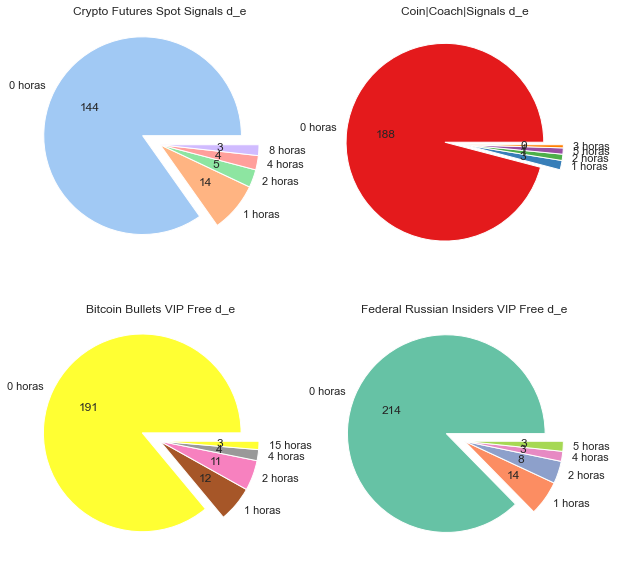 Crypto Futures Spot Signals d_e
0 horas
144
3
8 horas
4
4 horas
5
2 horas
14
1 horas
Coin|Coach|Signals d_e
0 horas
188
3 horas
5 horas
2 horas
3
1 horas
Bitcoin Bullets VIP Free d_e
0 horas
191
3
15 horas
4
4 horas
11
2 horas
12
1 horas
Federal Russian Insiders VIP Free d_e
0 horas
214
3
5 horas
3
4 horas
8
2 horas
14
1 horas